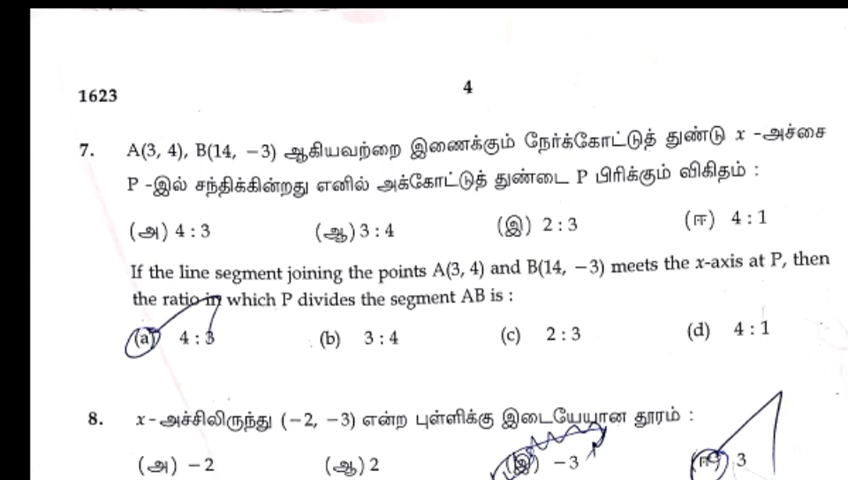 1623
4
7. A(3, 4), B(14, −3) ஆகியவற்றை இணைக்கும் நேர்க்கோட்டுத் துண்டு x -அச்சை
P -இல் சந்திக்கின்றது எனில் அக்கோட்டுத் துண்டை P பிரிக்கும் விகிதம் :
(அ) 4 : 3 (ஆ) 3 : 4 (இ) 2 : 3 (ஈ) 4 : 1
If the line segment joining the points A(3, 4) and B(14, −3) meets the x-axis at P, then
the ratio in which P divides the segment AB is :
(a) 4 : 3 (b) 3 : 4 (c) 2 : 3 (d) 4 : 1
8. x - அச்சிலிருந்து (−2, −3) என்ற புள்ளிக்கு இடையேயான தூரம் :
(அ) −2 (ஆ) 2 (இ) −3 (ஈ) 3